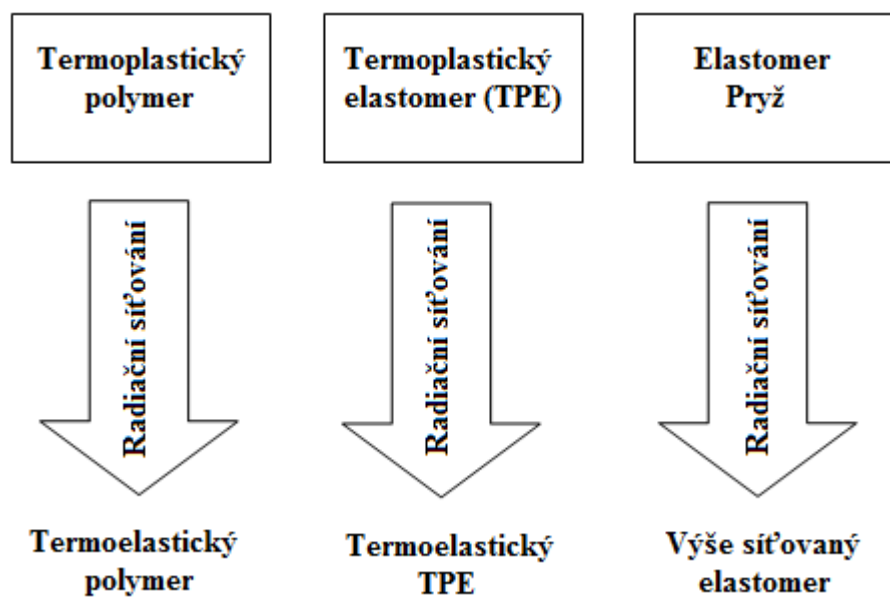 Termoplastický
polymer
Termoplastický
elastomer (TPE)
Elastomer
Pryž
Radiační síťování
Radiační síťování
Radiační síťování
Termoelastický
polymer
Termoelastický
TPE
Výše síťovaný
elastomer